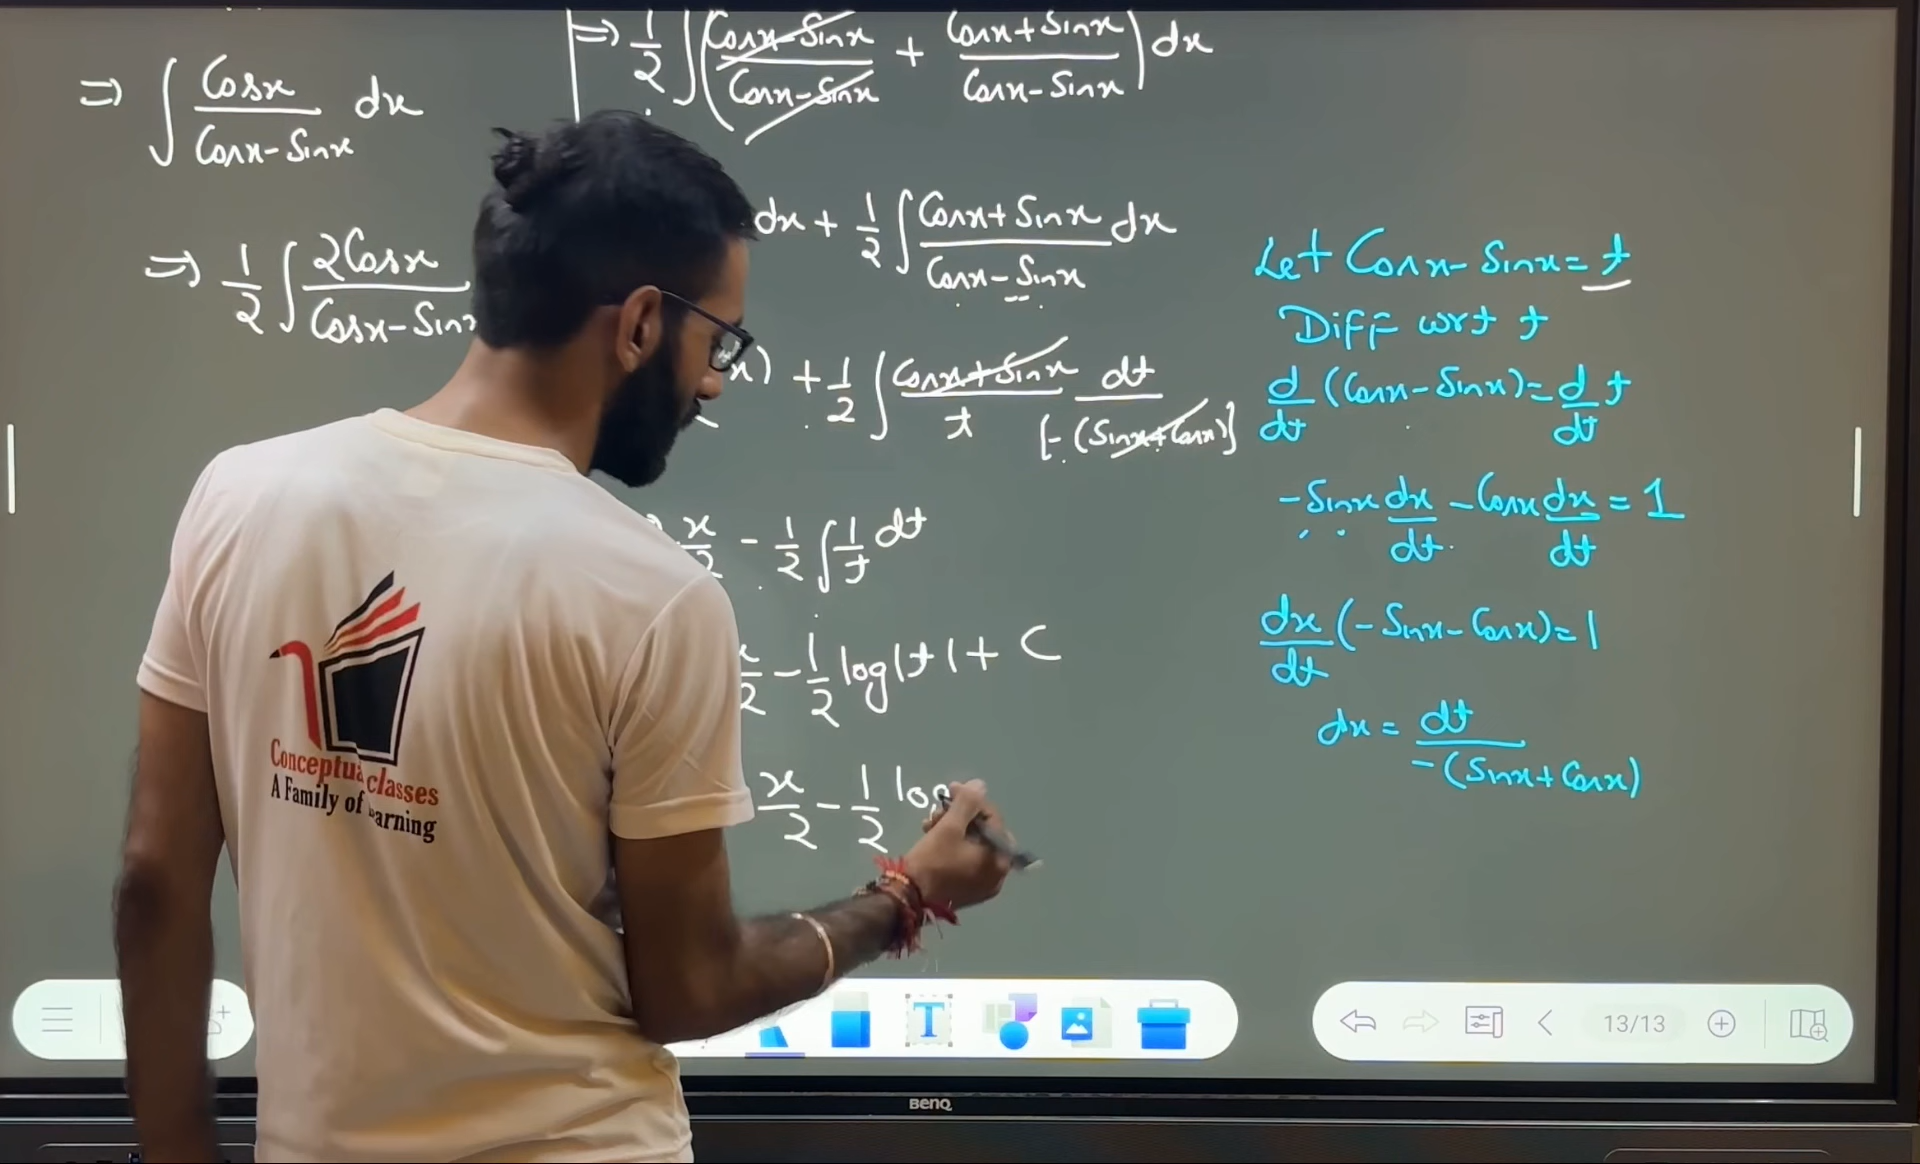 ⇒ ∫ Cosx / Cosx - Sinx dx
⇒ 1/2 ∫ 2Cosx / Cosx - Sinx
⇒ 1/2 ∫ ( Cosx - Sinx / Cosx - Sinx + Cosx + Sinx / Cosx - Sinx ) dx
dx + 1/2 ∫ Cosx + Sinx / Cosx - Sinx dx
x) + 1/2 ∫ Cosx + Sinx / t dt / [-(Sinx + Cosx)]
⇒ x/2 - 1/2 ∫ 1/t dt
x/2 - 1/2 log|t| + C
x/2 - 1/2 log
Let Cosx - Sinx = t
Diff wrt t
d/dt (Cosx - Sinx) = d/dt t
-Sinx dx/dt - Cosx dx/dt = 1
dx/dt (-Sinx - Cosx) = 1
dx = dt / -(Sinx + Cosx)
Conceptua classes
A Family of earning
T
13/13
BenQ